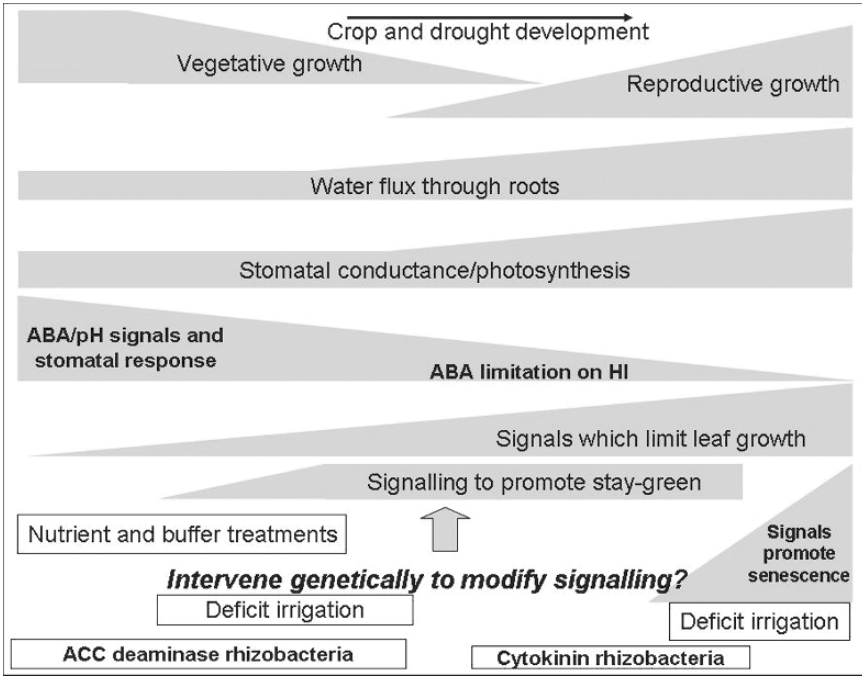 Crop and drought development
Vegetative growth
Reproductive growth
Water flux through roots
Stomatal conductance/photosynthesis
ABA/pH signals and
stomatal response
ABA limitation on HI
Signals which limit leaf growth
Signalling to promote stay-green
Nutrient and buffer treatments
Signals
promote
senescence
Intervene genetically to modify signalling?
Deficit irrigation
Deficit irrigation
ACC deaminase rhizobacteria
Cytokinin rhizobacteria